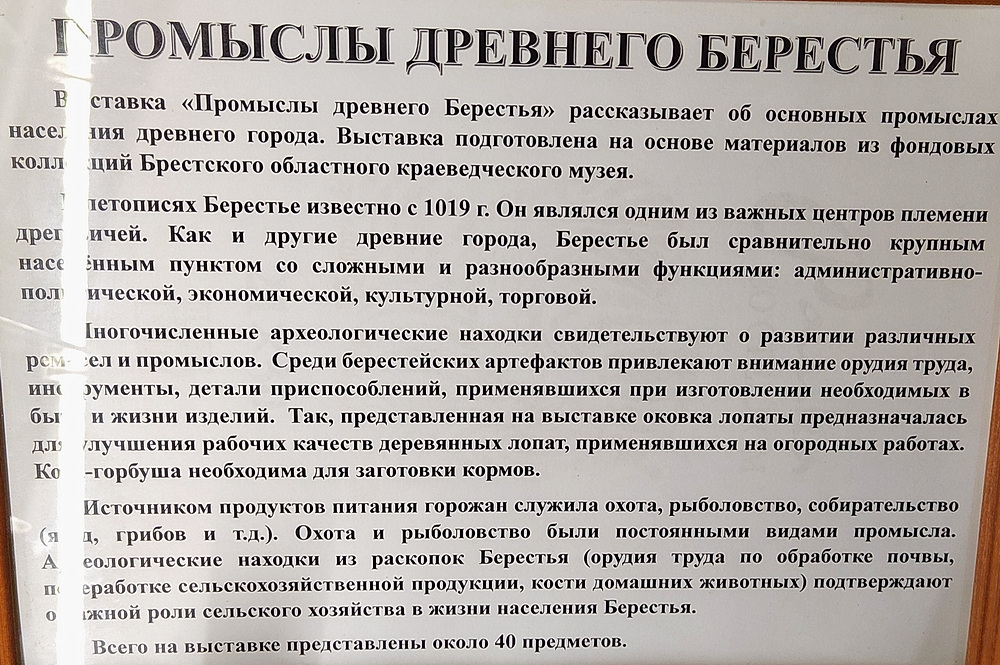 ПРОМЫСЛЫ ДРЕВНЕГО БЕРЕСТЬЯ
Выставка «Промыслы древнего Берестья» рассказывает об основных промыслах
населения древнего города. Выставка подготовлена на основе материалов из фондовых
коллекций Брестского областного краеведческого музея.
В летописях Берестье известно с 1019 г. Он являлся одним из важных центров племени
дреговичей. Как и другие древние города, Берестье был сравнительно крупным
населённым пунктом со сложными и разнообразными функциями: административно-
политической, экономической, культурной, торговой.
Многочисленные археологические находки свидетельствуют о развитии различных
ремёсел и промыслов. Среди берестейских артефактов привлекают внимание орудия труда,
инструменты, детали приспособлений, применявшихся при изготовлении необходимых в
быту и жизни изделий. Так, представленная на выставке оковка лопаты предназначалась
для улучшения рабочих качеств деревянных лопат, применявшихся на огородных работах.
Коса-горбуша необходима для заготовки кормов.
Источником продуктов питания горожан служила охота, рыболовство, собирательство
(ягод, грибов и т.д.). Охота и рыболовство были постоянными видами промысла.
Археологические находки из раскопок Берестья (орудия труда по обработке почвы,
переработке сельскохозяйственной продукции, кости домашних животных) подтверждают
о важной роли сельского хозяйства в жизни населения Берестья.
Всего на выставке представлены около 40 предметов.